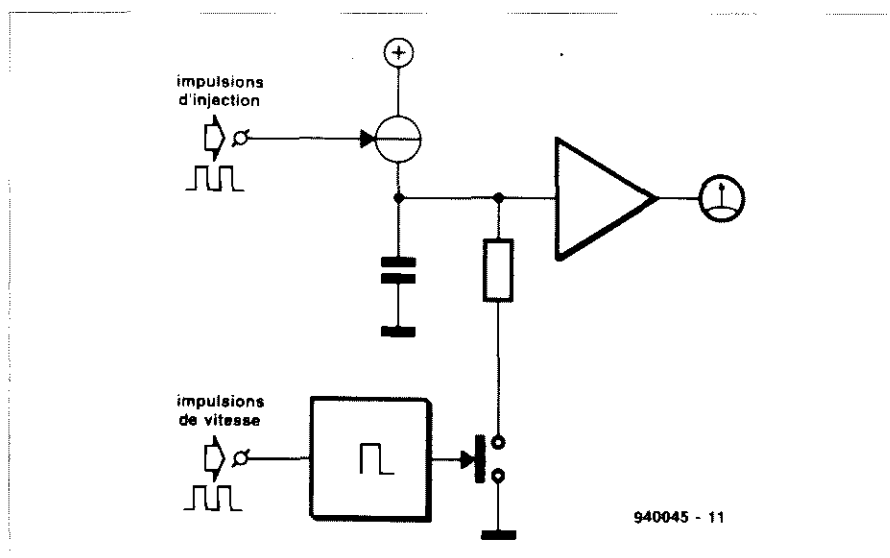 impulsions
d'injection
impulsions
de vitesse
940045 - 11